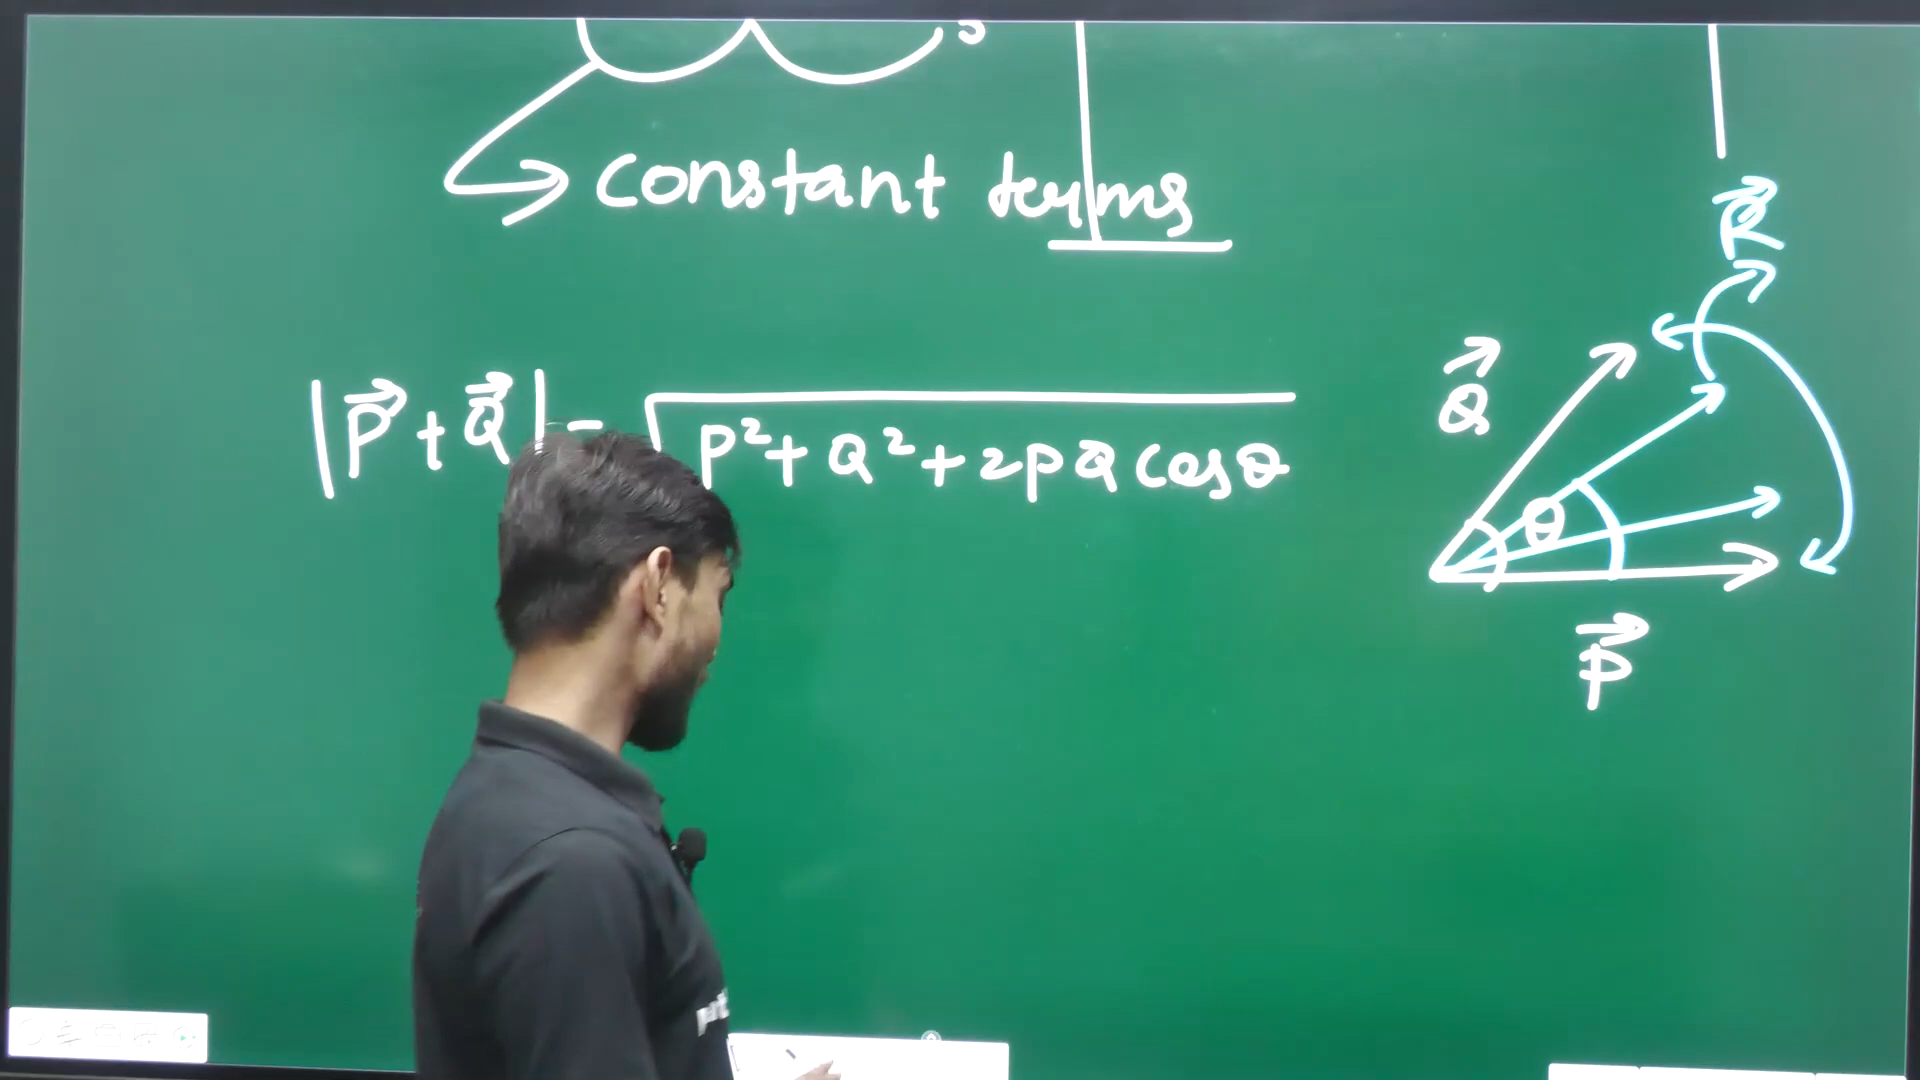 constant terms
R⃗
|P⃗ + Q⃗| = √(P² + Q² + 2PQ cosθ)
Q⃗
θ
P⃗